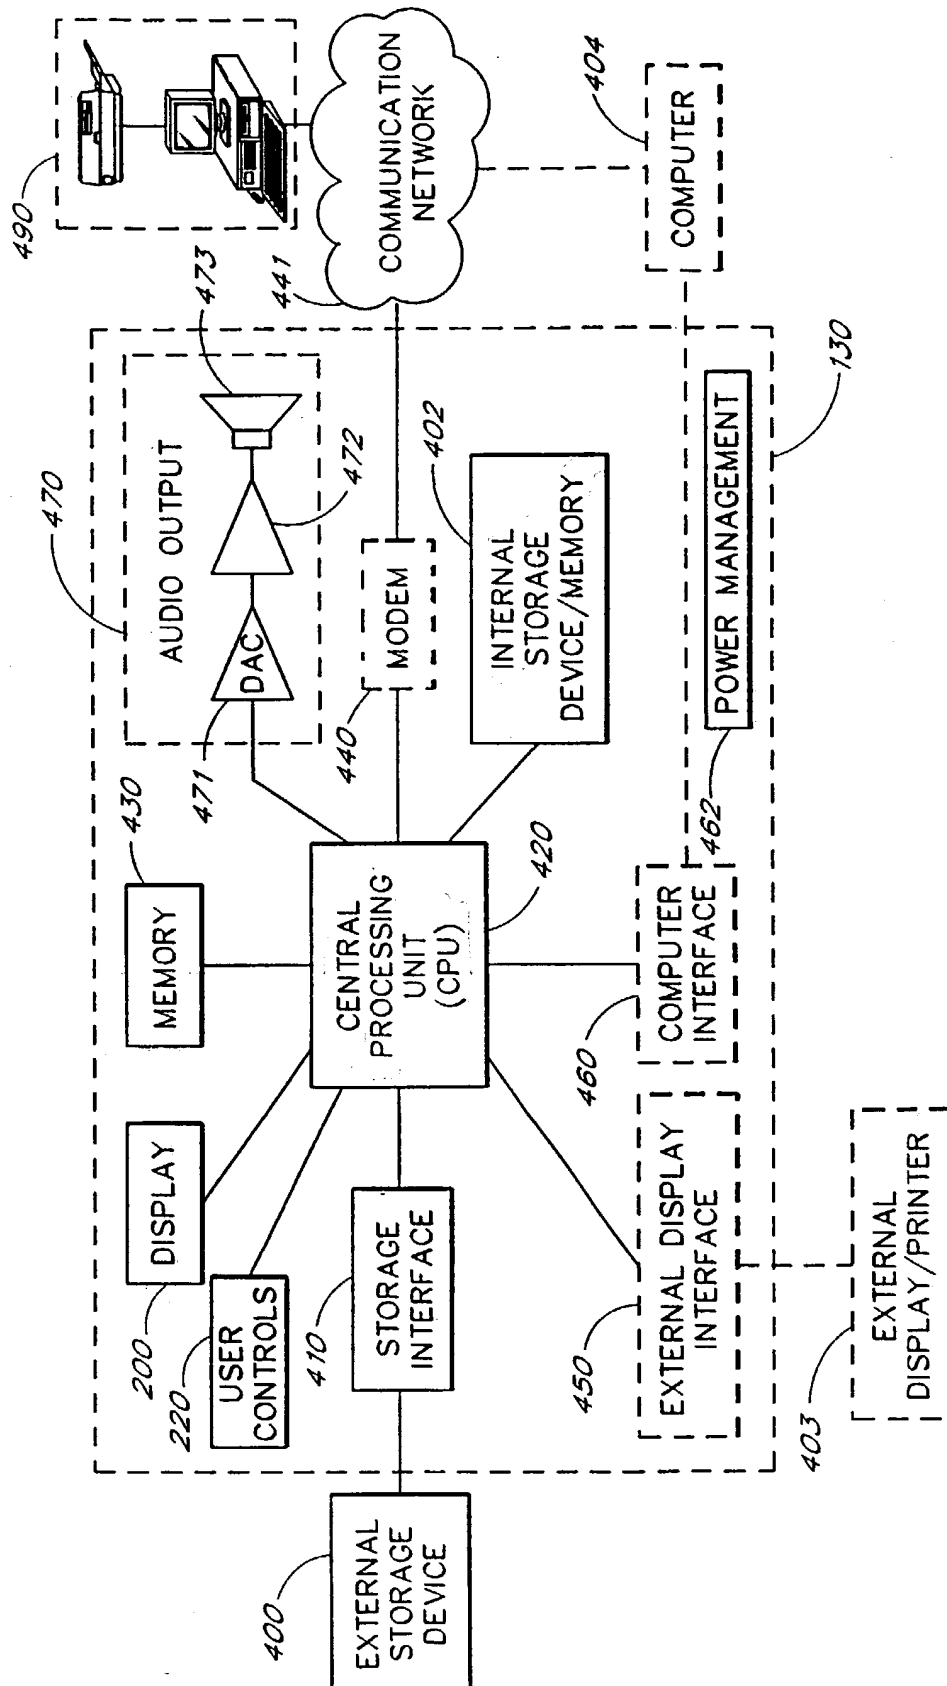 490
441
COMMUNICATION
NETWORK
404
COMPUTER
470
AUDIO OUTPUT
473
472
DAC
471
440
MODEM
402
INTERNAL
STORAGE
DEVICE/MEMORY
130
POWER MANAGEMENT
462
430
MEMORY
420
CENTRAL
PROCESSING
UNIT
(CPU)
460
COMPUTER
INTERFACE
200
DISPLAY
220
USER
CONTROLS
410
STORAGE
INTERFACE
450
EXTERNAL DISPLAY
INTERFACE
400
EXTERNAL
STORAGE
DEVICE
403
EXTERNAL
DISPLAY/PRINTER